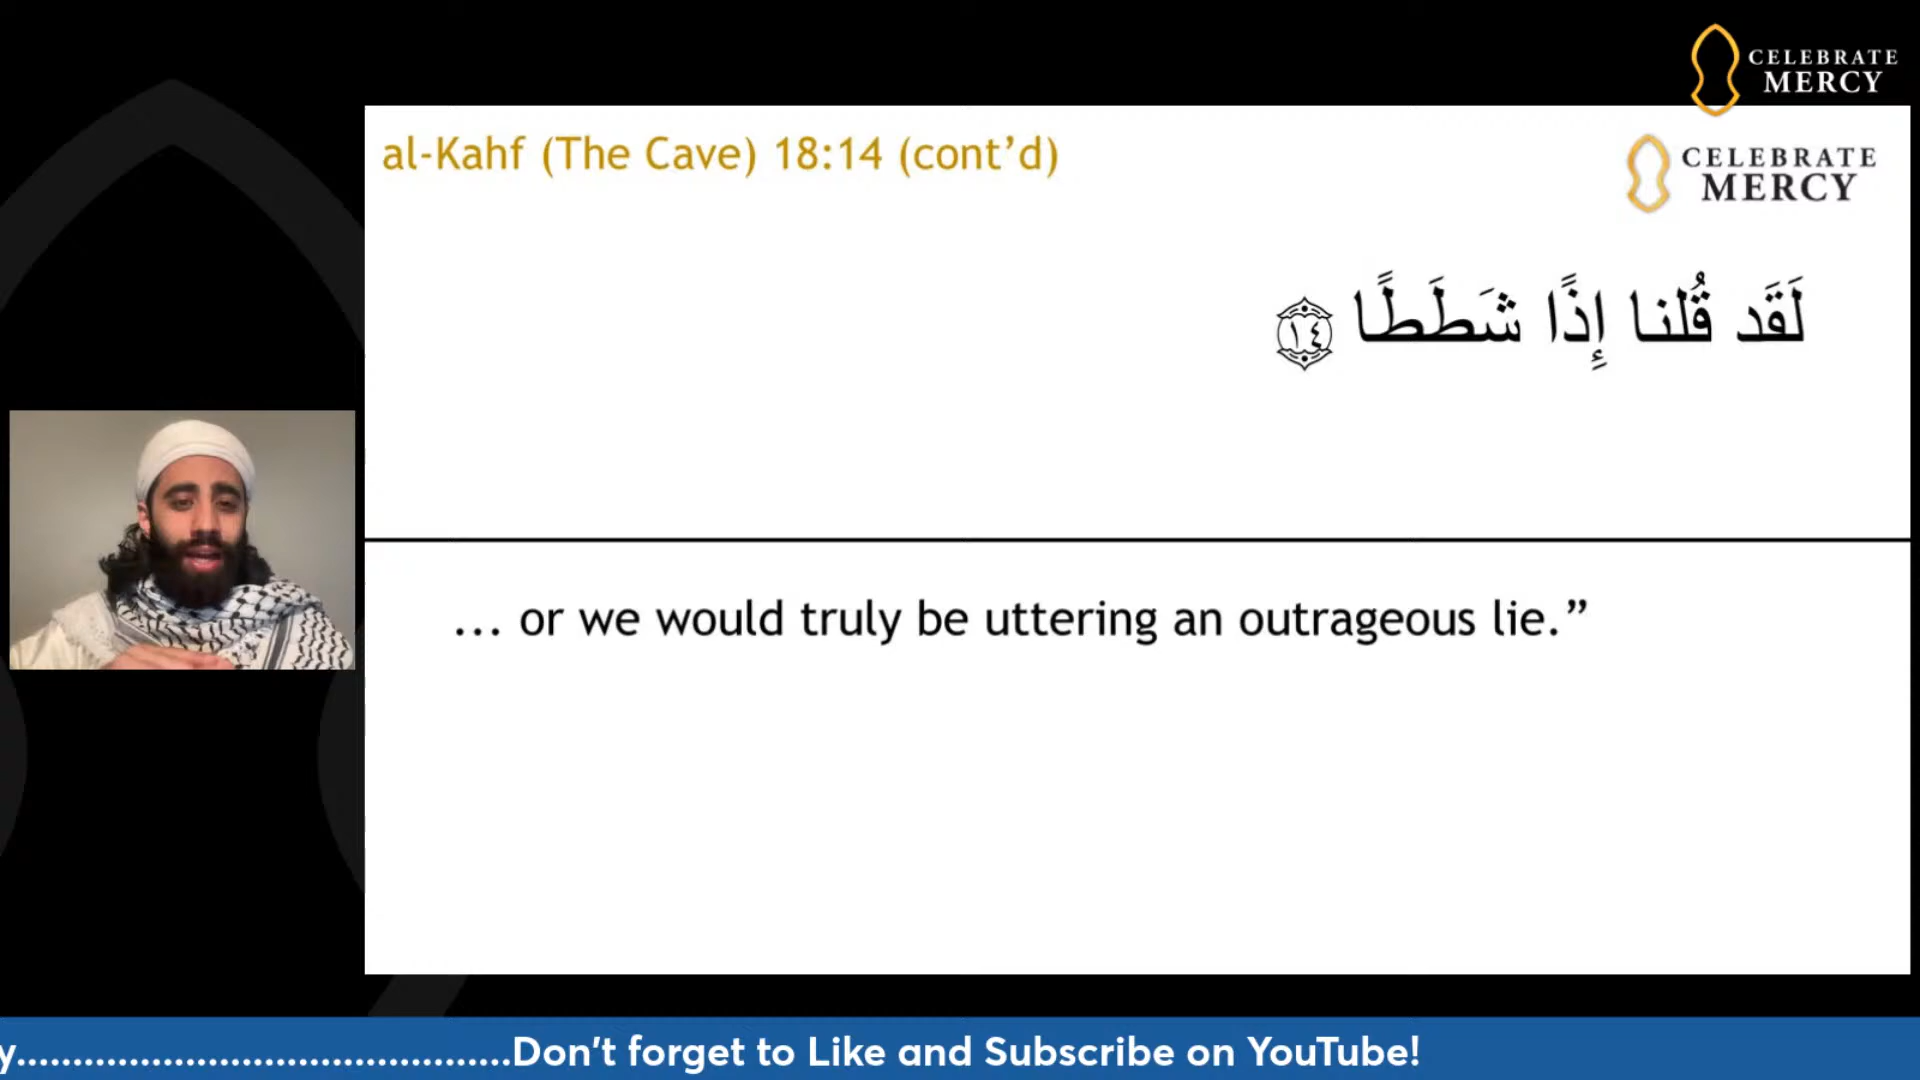 CELEBRATE
MERCY
al-Kahf (The Cave) 18:14 (cont’d)
CELEBRATE
MERCY
لَقَد قُلنا إِذًا شَطَطًا ١٤
... or we would truly be uttering an outrageous lie.”
y............................................Don't forget to Like and Subscribe on YouTube!